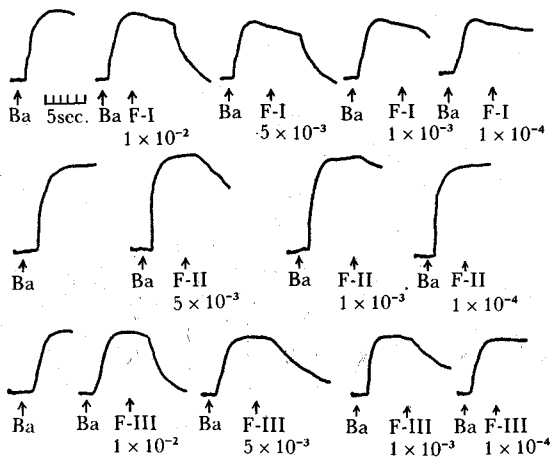 Ba 5sec. Ba F-I Ba F-I Ba F-I Ba F-I
1 × 10-2 5 × 10-3 1 × 10-3 1 × 10-4
Ba Ba F-II Ba F-II Ba F-II
5 × 10-3 1 × 10-3 1 × 10-4
Ba Ba F-III Ba F-III Ba F-III Ba F-III
1 × 10-2 5 × 10-3 1 × 10-3 1 × 10-4